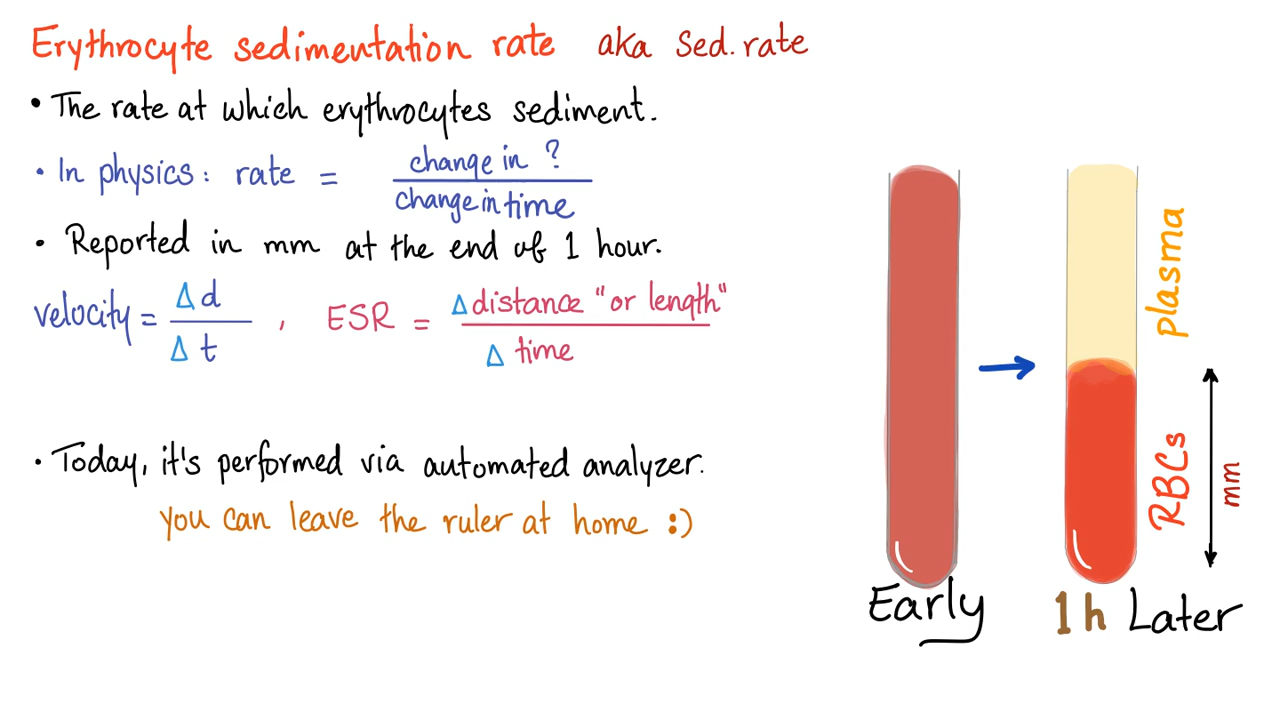 Erythrocyte sedimentation rate aka Sed. rate
• The rate at which erythrocytes sediment.
• In physics: rate = change in ? / change in time
• Reported in mm at the end of 1 hour.
velocity = Δd / Δt , ESR = Δ distance "or length" / Δ time
• Today, it's performed via automated analyzer.
you can leave the ruler at home :)
plasma
RBCs
mm
Early
1h Later